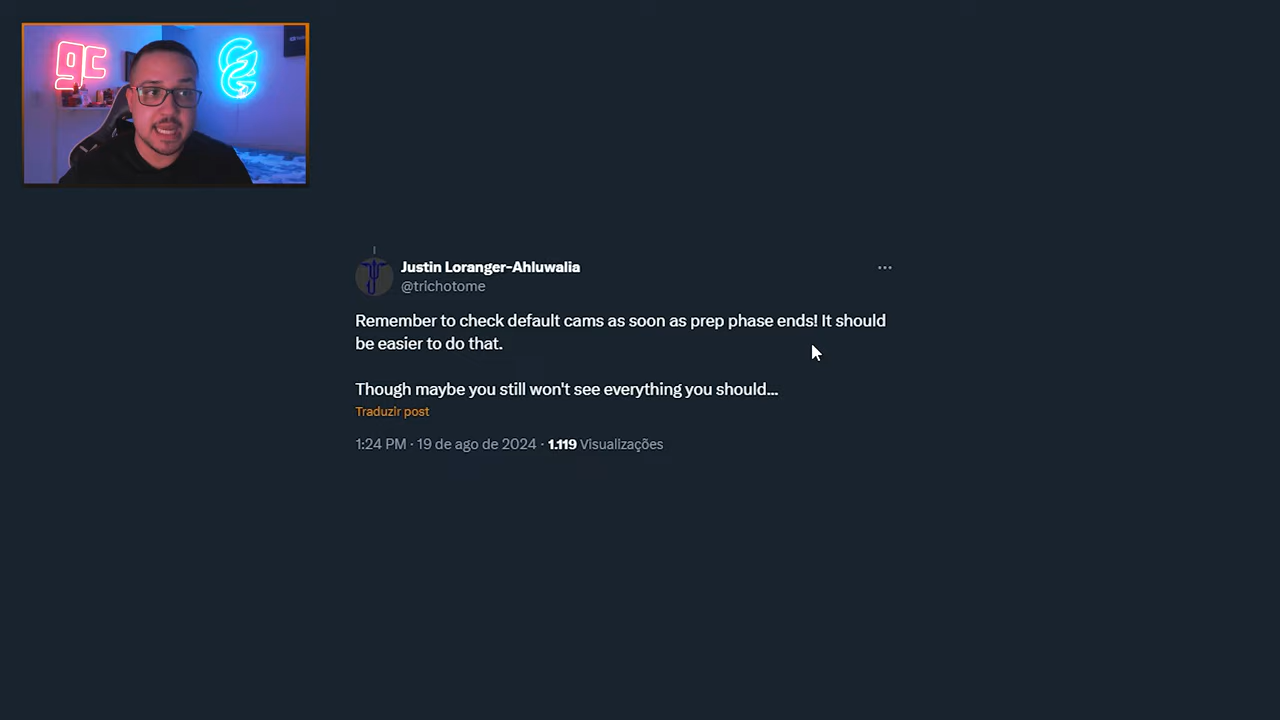 gc
Justin Loranger-Ahluwalia
@trichotome
Remember to check default cams as soon as prep phase ends! It should
be easier to do that.
Though maybe you still won't see everything you should...
Traduzir post
1:24 PM · 19 de ago de 2024 · 1.119 Visualizações